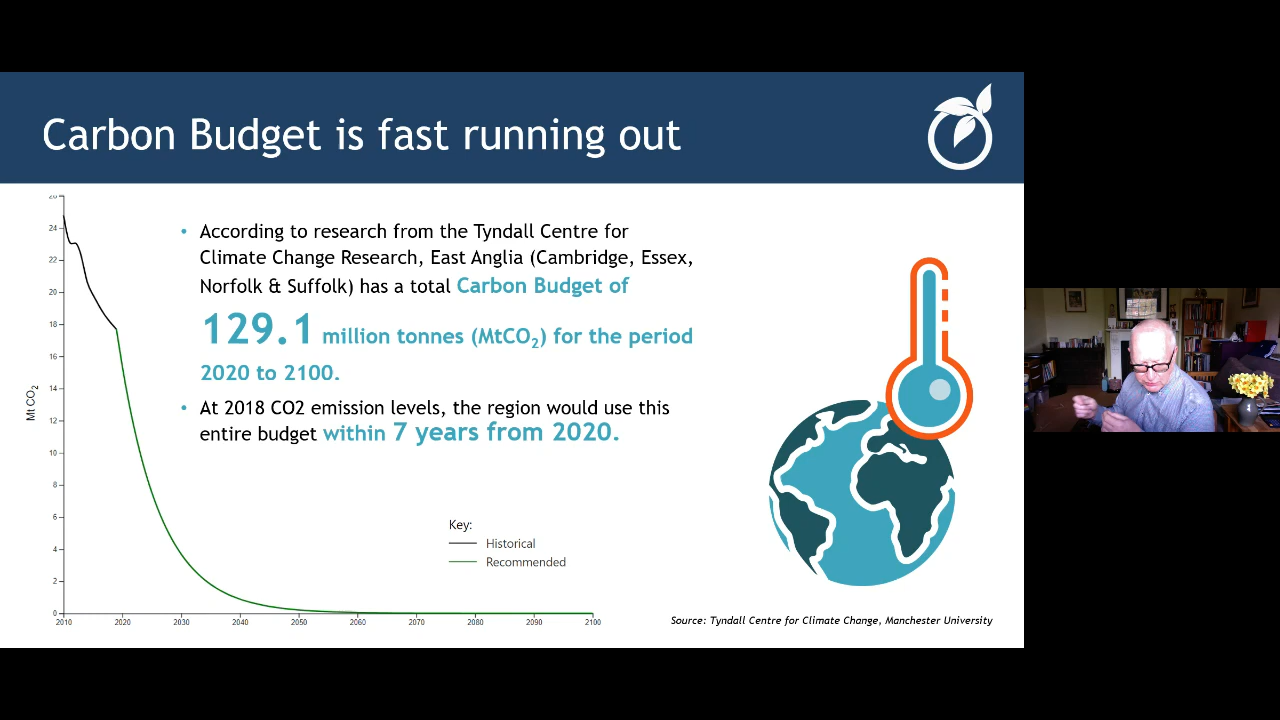 Carbon Budget is fast running out
• According to research from the Tyndall Centre for
Climate Change Research, East Anglia (Cambridge, Essex,
Norfolk & Suffolk) has a total Carbon Budget of
129.1 million tonnes (MtCO₂) for the period
2020 to 2100.
• At 2018 CO2 emission levels, the region would use this
entire budget within 7 years from 2020.
Mt CO₂
24
22
20
18
16
14
12
10
8
6
4
2
0
2010 2020 2030 2040 2050 2060 2070 2080 2090 2100
Key:
Historical
Recommended
Source: Tyndall Centre for Climate Change, Manchester University